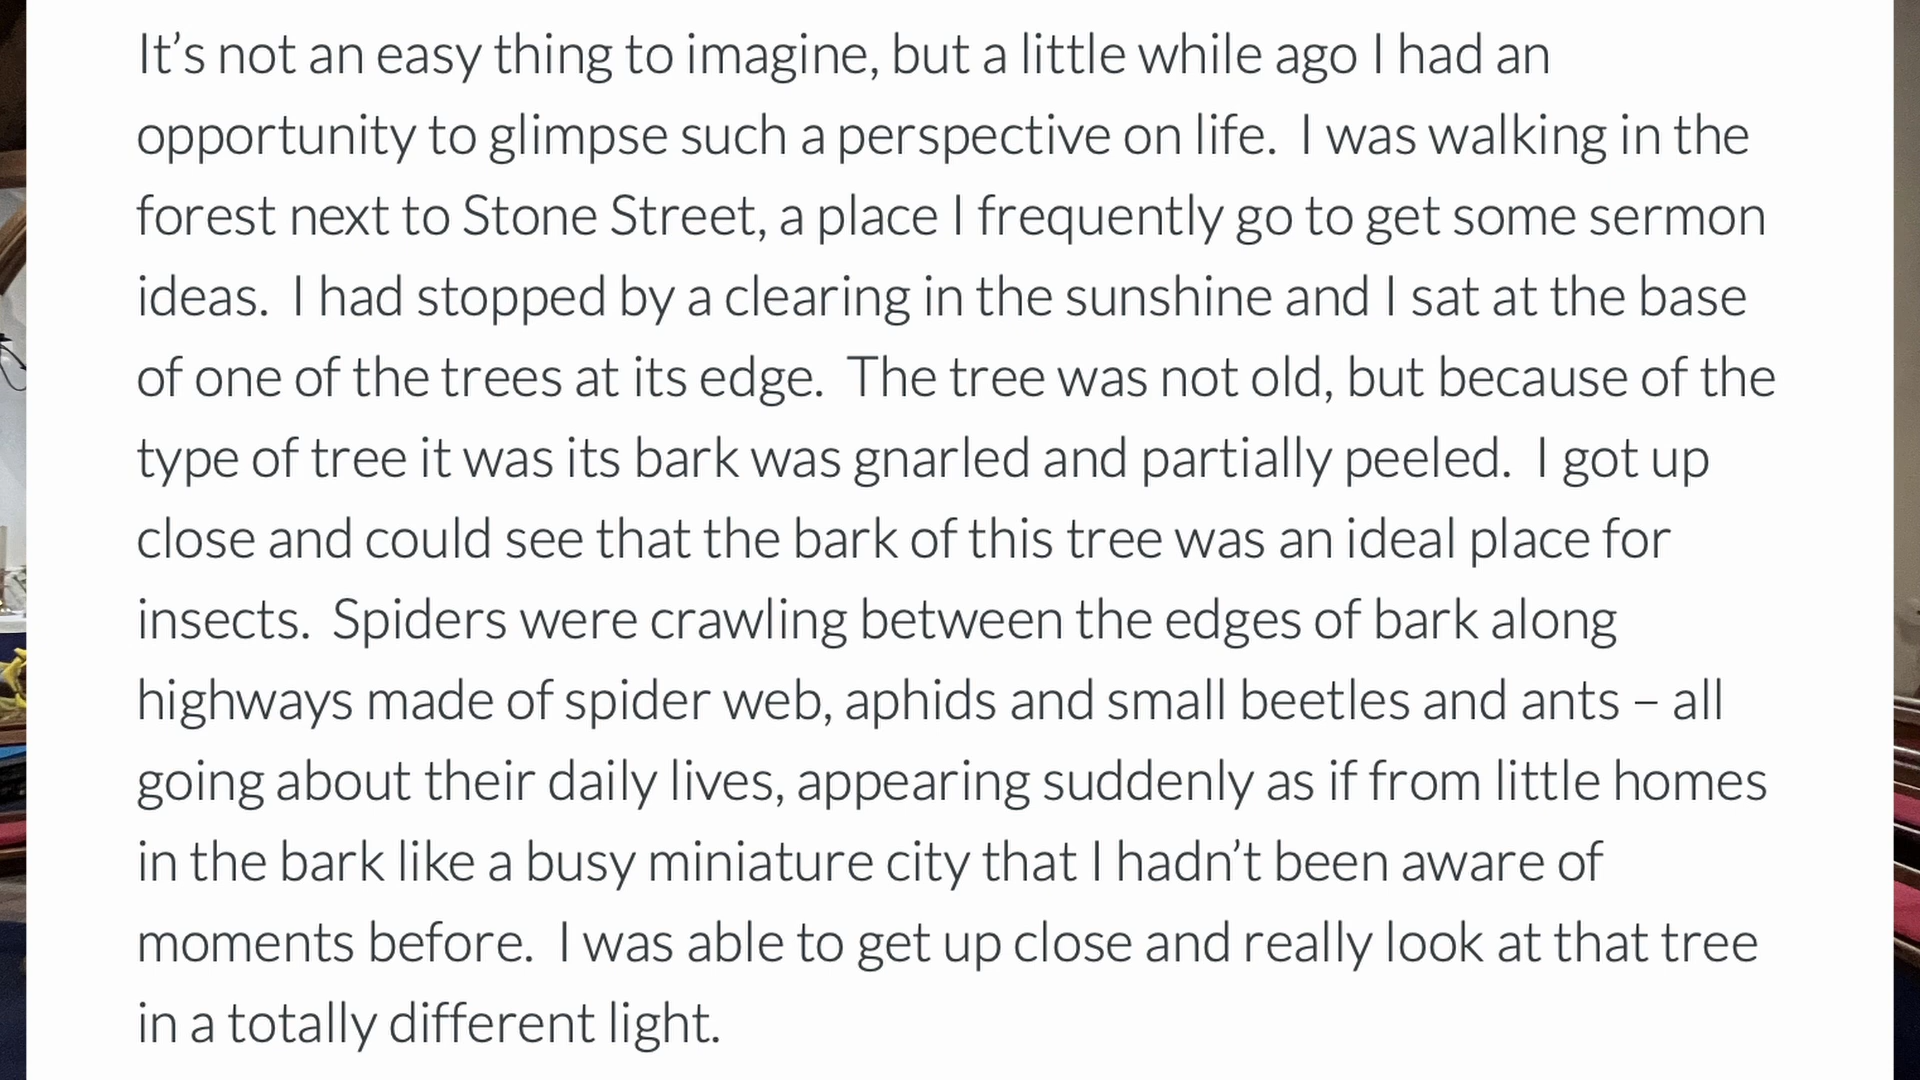 It’s not an easy thing to imagine, but a little while ago I had an
opportunity to glimpse such a perspective on life.  I was walking in the
forest next to Stone Street, a place I frequently go to get some sermon
ideas.  I had stopped by a clearing in the sunshine and I sat at the base
of one of the trees at its edge.  The tree was not old, but because of the
type of tree it was its bark was gnarled and partially peeled.  I got up
close and could see that the bark of this tree was an ideal place for
insects.  Spiders were crawling between the edges of bark along
highways made of spider web, aphids and small beetles and ants – all
going about their daily lives, appearing suddenly as if from little homes
in the bark like a busy miniature city that I hadn’t been aware of
moments before.  I was able to get up close and really look at that tree
in a totally different light.